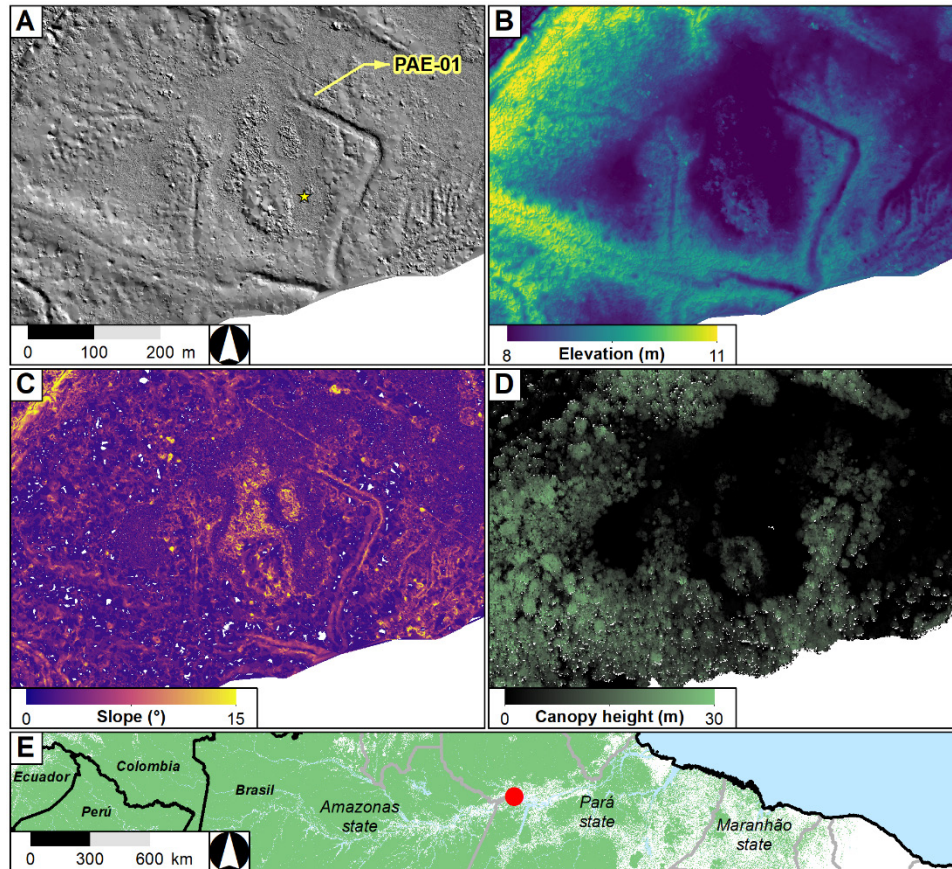 A
PAE-01
0 100 200 m
B
8 Elevation (m) 11
C
0 Slope (°) 15
D
0 Canopy height (m) 30
E
Ecuador
Colombia
Perú
Brasil
Amazonas
state
Pará
state
Maranhão
state
0 300 600 km